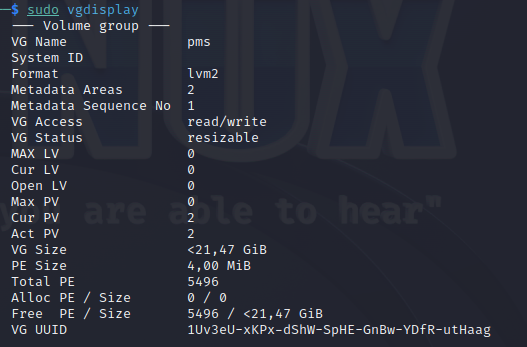 ─$ sudo vgdisplay
--- Volume group ---
VG Name pms
System ID
Format lvm2
Metadata Areas 2
Metadata Sequence No 1
VG Access read/write
VG Status resizable
MAX LV 0
Cur LV 0
Open LV 0
Max PV 0
Cur PV 2
Act PV 2
VG Size <21,47 GiB
PE Size 4,00 MiB
Total PE 5496
Alloc PE / Size 0 / 0
Free PE / Size 5496 / <21,47 GiB
VG UUID 1Uv3eU-xKPx-dShW-SpHE-GnBw-YDfR-utHaag
NUX
you are able to hear"